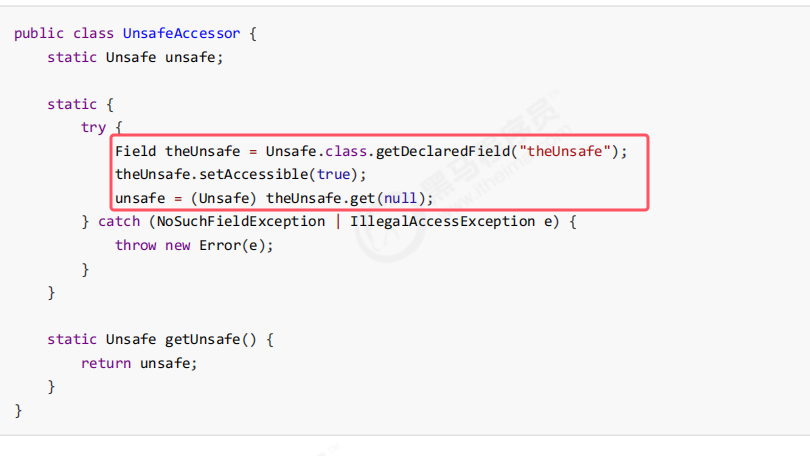 public class UnsafeAccessor {
    static Unsafe unsafe;
    static {
        try {
            Field theUnsafe = Unsafe.class.getDeclaredField("theUnsafe");
            theUnsafe.setAccessible(true);
            unsafe = (Unsafe) theUnsafe.get(null);
        } catch (NoSuchFieldException | IllegalAccessException e) {
            throw new Error(e);
        }
    }
    static Unsafe getUnsafe() {
        return unsafe;
    }
}